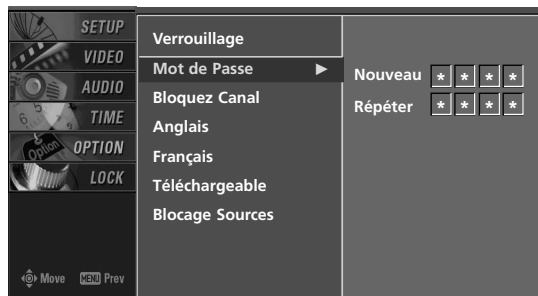 SETUP
VIDEO
AUDIO
TIME
OPTION
Option
LOCK
Move MENU Prev
Verrouillage
Mot de Passe ►
Bloquez Canal
Anglais
Français
Téléchargeable
Blocage Sources
Nouveau * * * *
Répéter * * * *